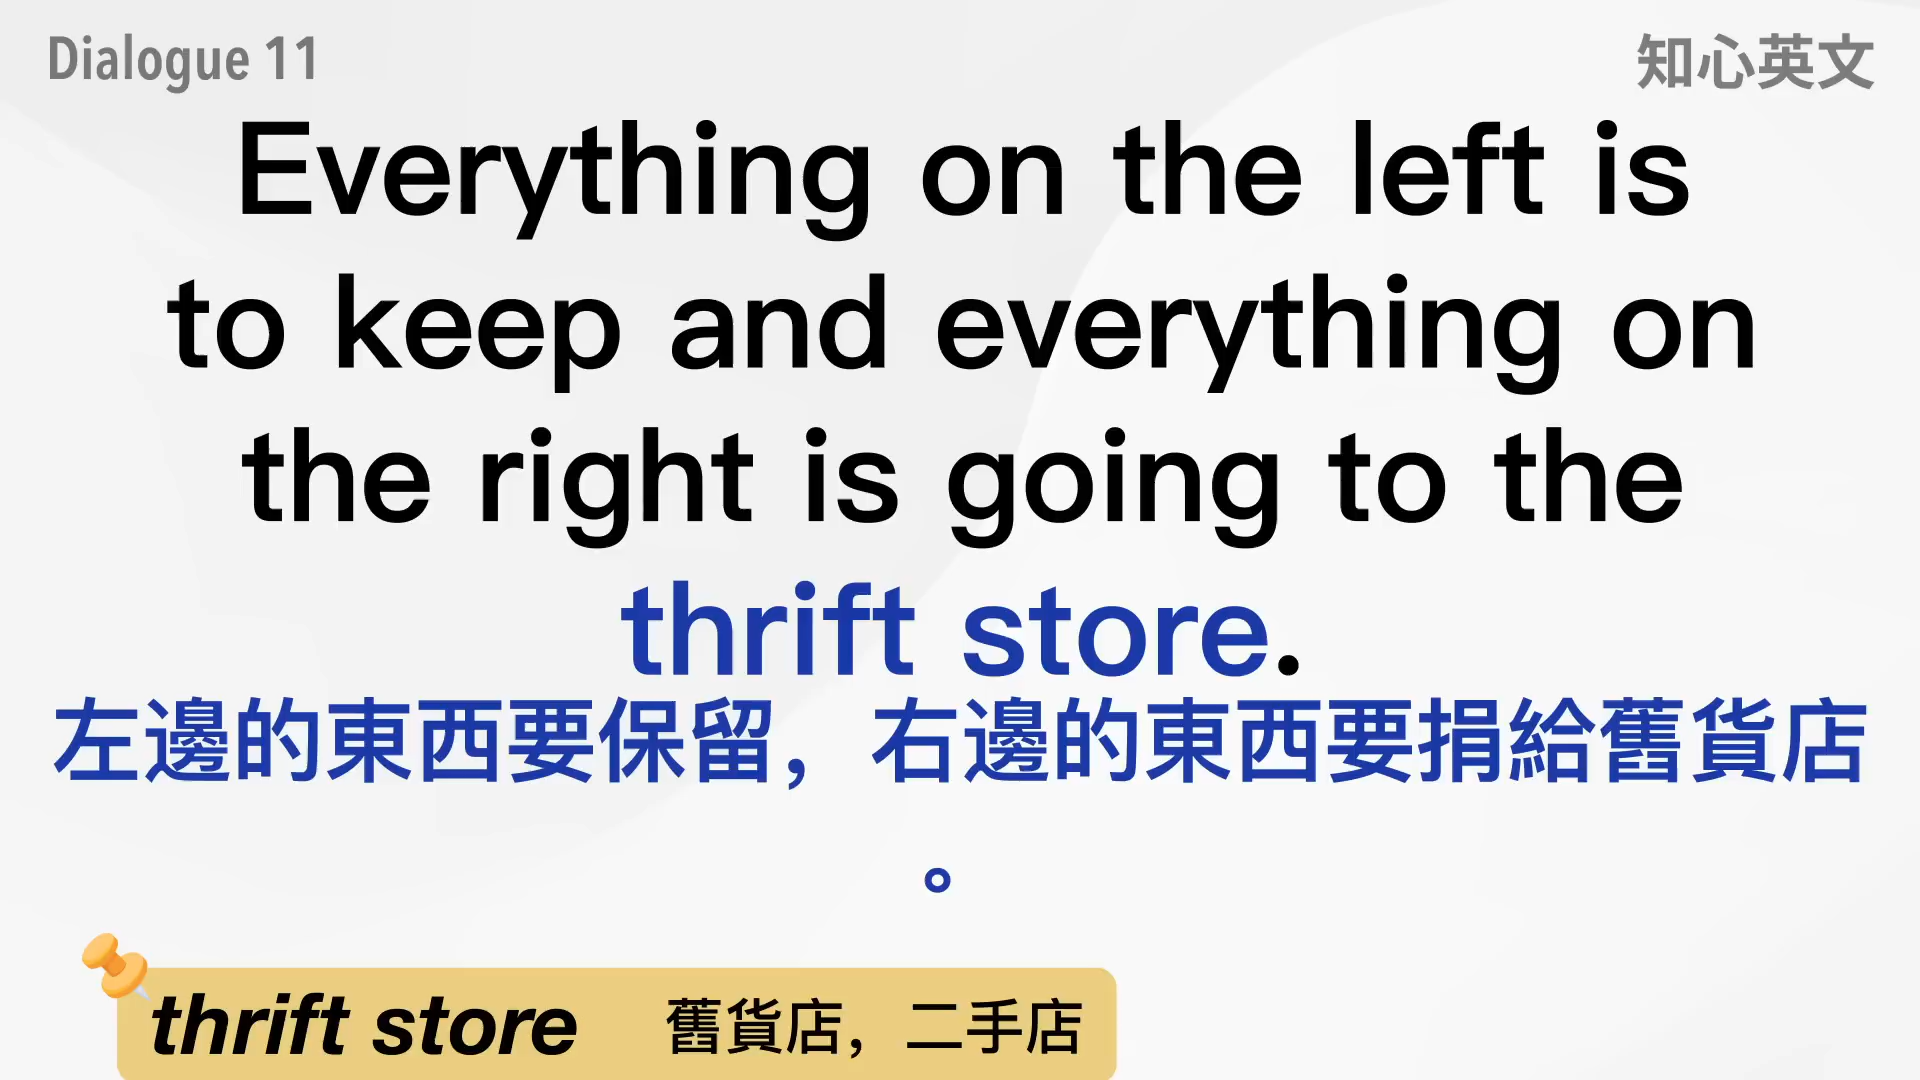 Dialogue 11
知心英文
Everything on the left is
to keep and everything on
the right is going to the
thrift store.
左邊的東西要保留，右邊的東西要捐給舊貨店
。
thrift store 舊貨店，二手店